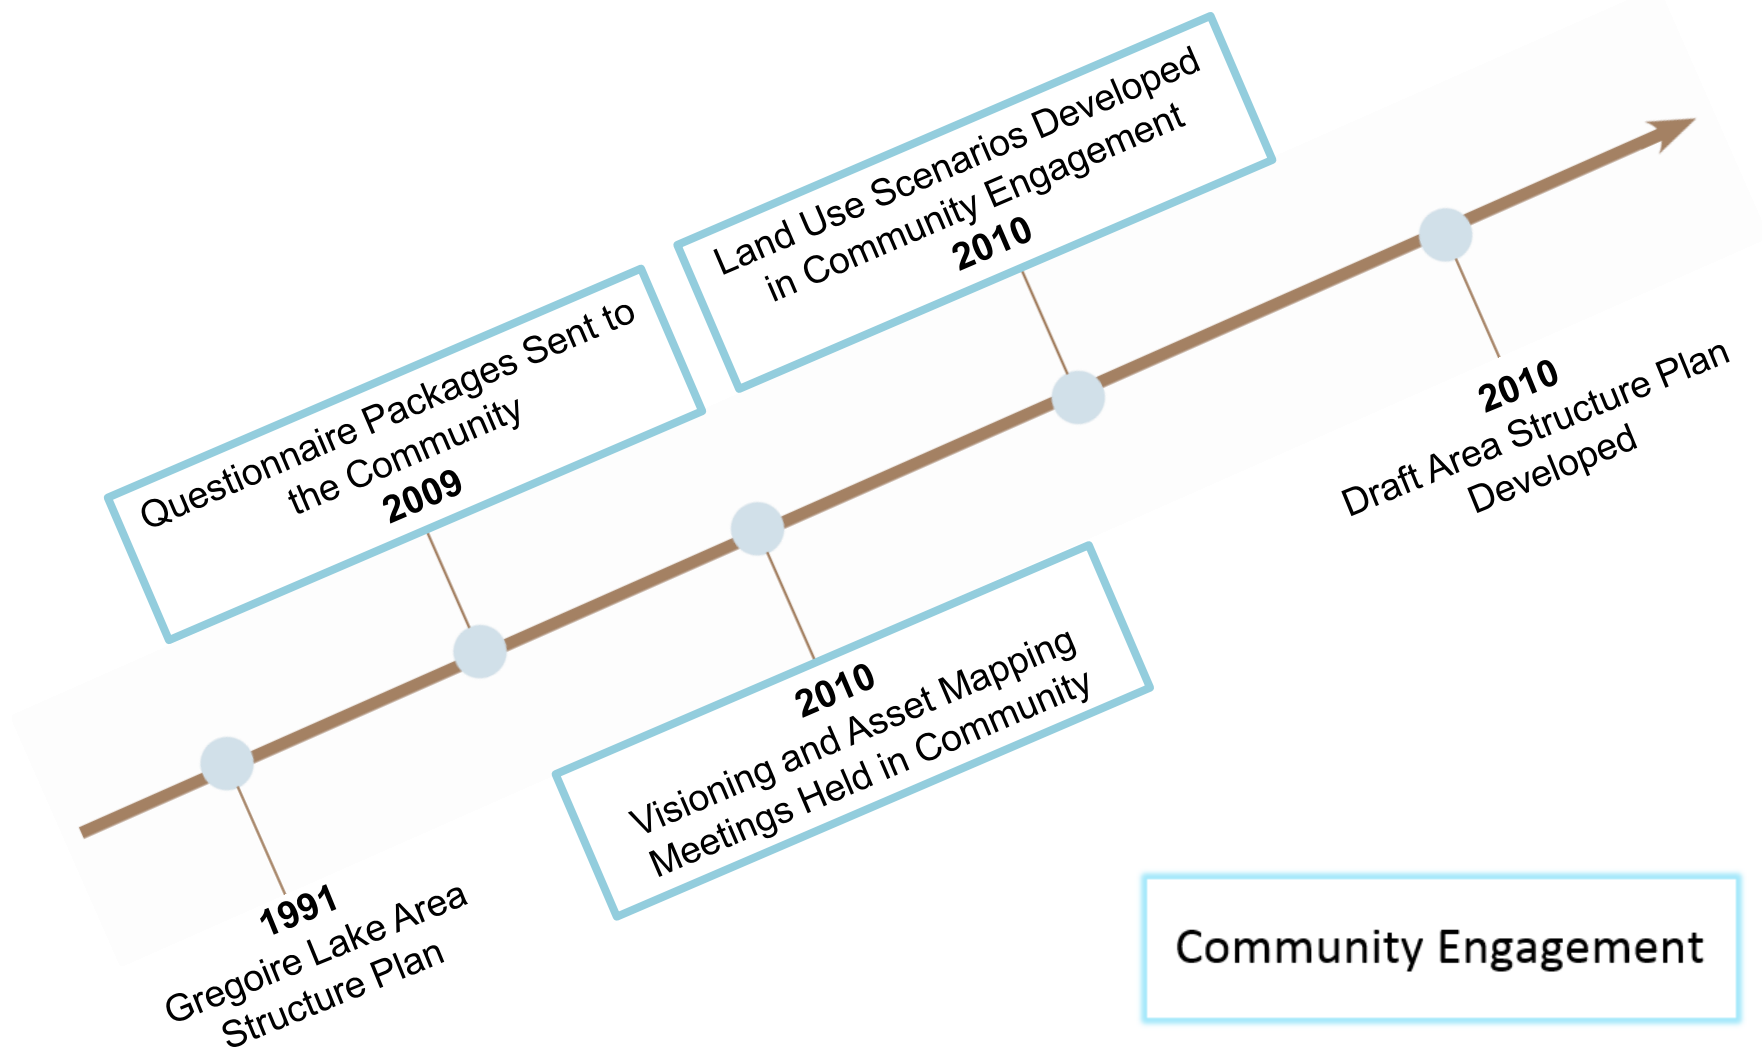 Land Use Scenarios Developed
in Community Engagement
2010
Questionnaire Packages Sent to
the Community
2009
2010
Draft Area Structure Plan
Developed
2010
Visioning and Asset Mapping
Meetings Held in Community
1991
Gregoire Lake Area
Structure Plan
Community Engagement